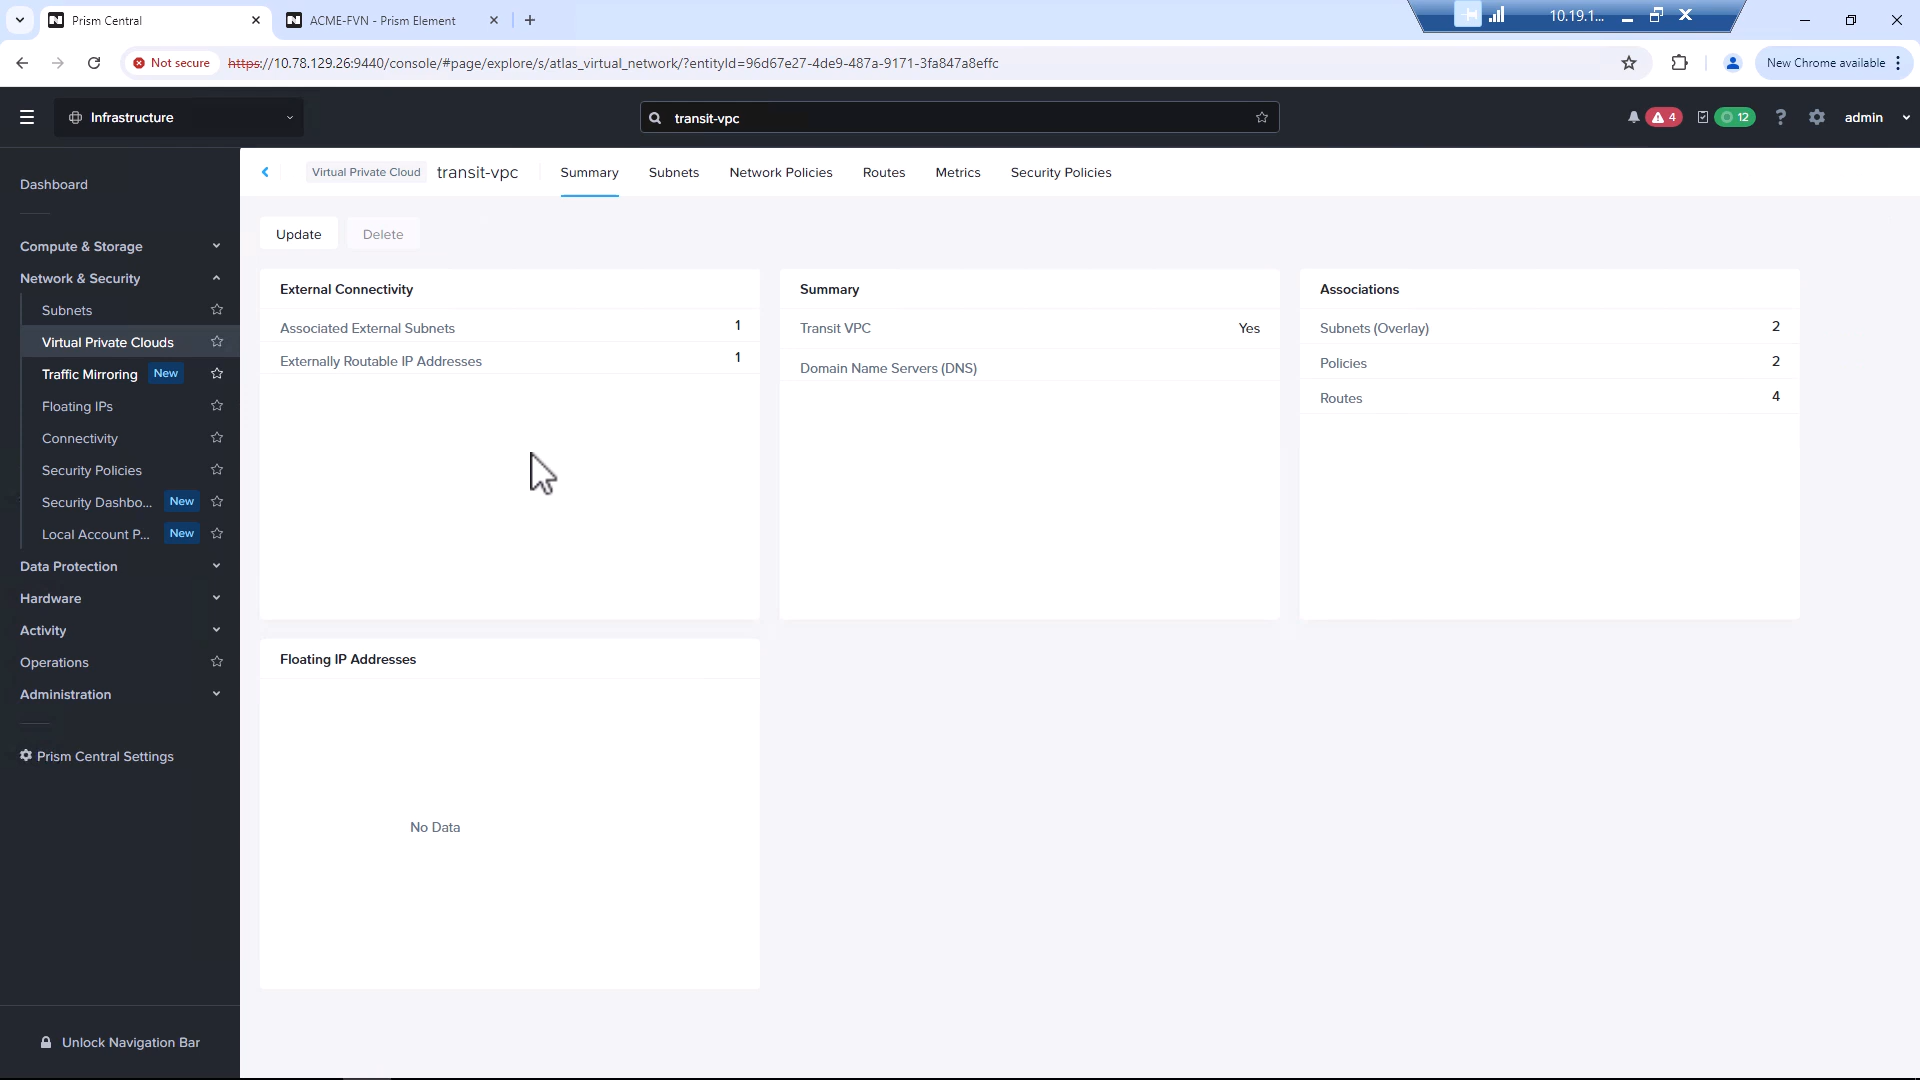 Prism Central
ACME-FVN - Prism Element
10.19.1...
Not secure
https://10.78.129.26:9440/console/#page/explore/s/atlas_virtual_network/?entityId=96d67e27-4de9-487a-9171-3fa847a8effc
New Chrome available
Infrastructure
transit-vpc
4
12
admin
Dashboard
Compute & Storage
Network & Security
Subnets
Virtual Private Clouds
Traffic Mirroring New
Floating IPs
Connectivity
Security Policies
Security Dashbo... New
Local Account P... New
Data Protection
Hardware
Activity
Operations
Administration
Prism Central Settings
Unlock Navigation Bar
Virtual Private Cloud transit-vpc Summary Subnets Network Policies Routes Metrics Security Policies
Update Delete
External Connectivity
Associated External Subnets 1
Externally Routable IP Addresses 1
Summary
Transit VPC Yes
Domain Name Servers (DNS)
Associations
Subnets (Overlay) 2
Policies 2
Routes 4
Floating IP Addresses
No Data